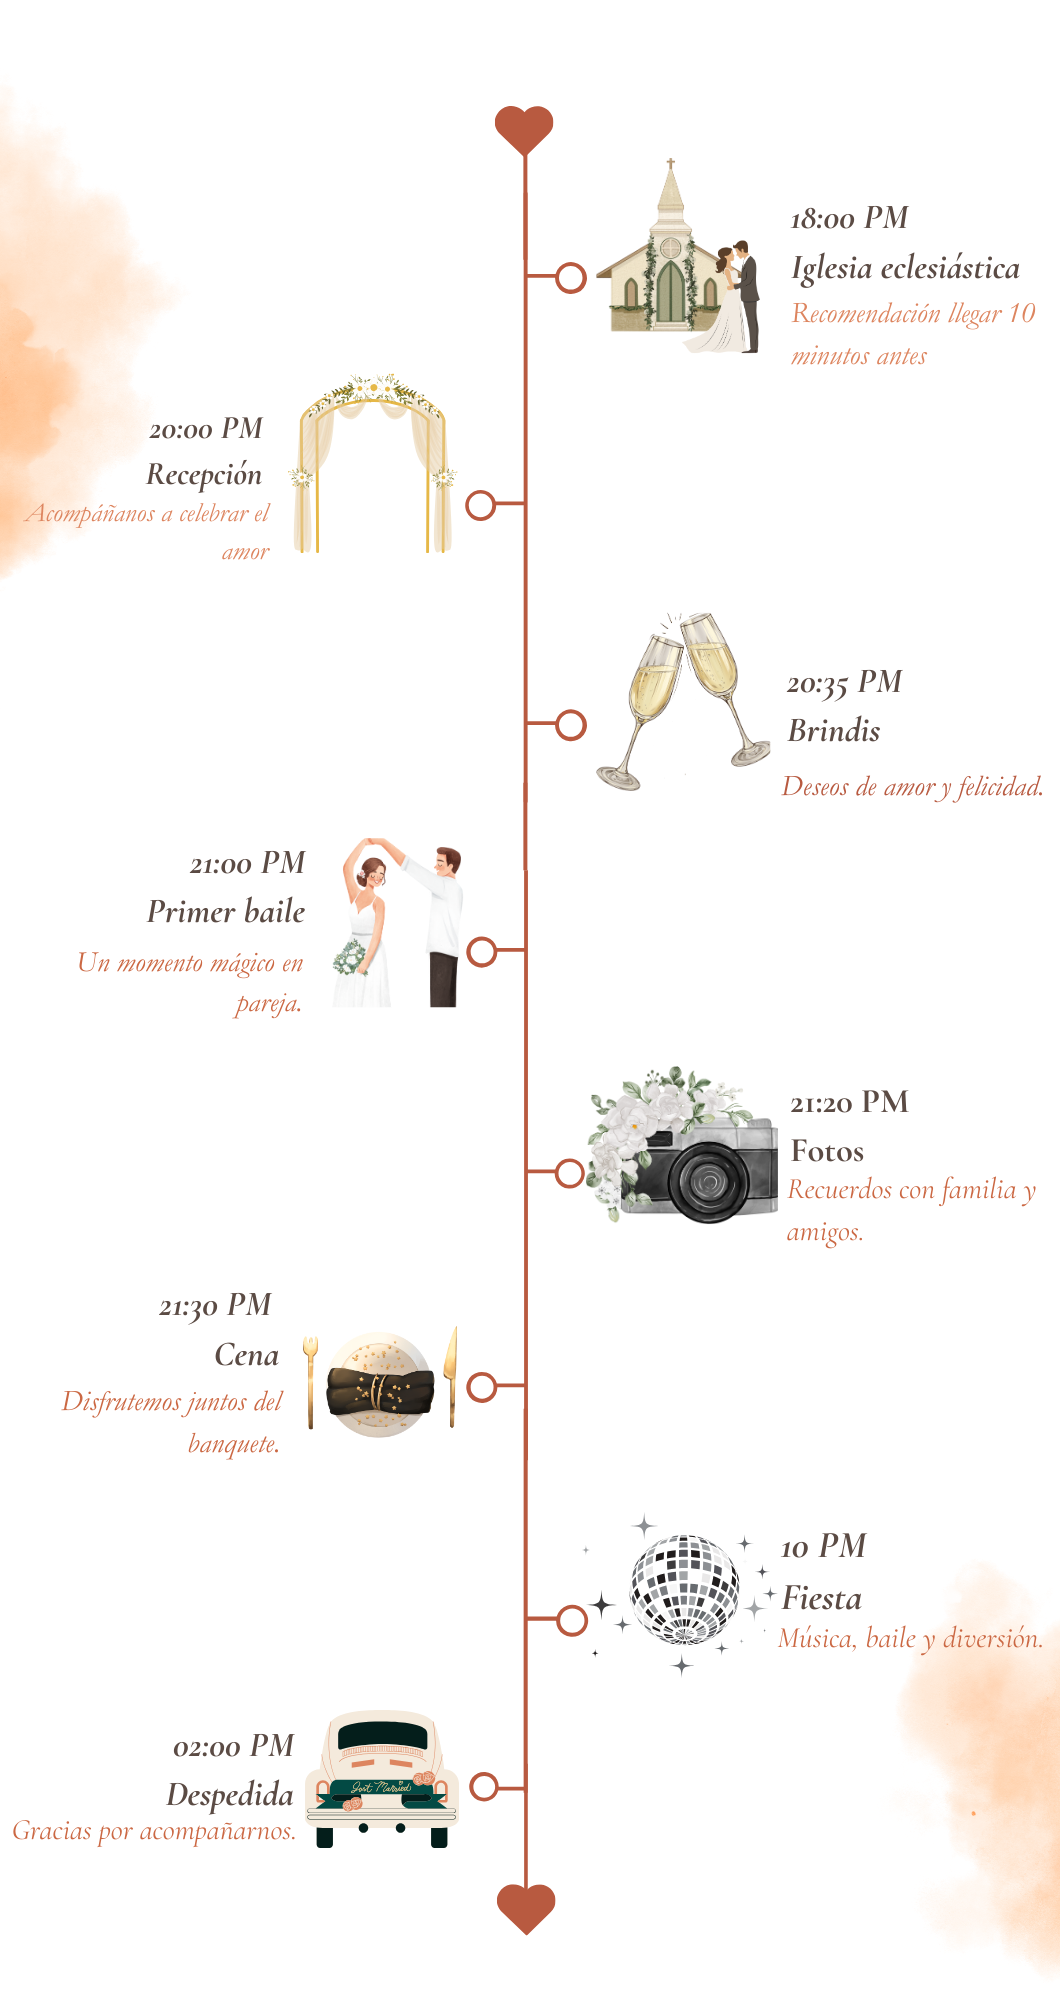 18:00 PM
Iglesia eclesiástica
Recomendación llegar 10
minutos antes
20:00 PM
Recepción
Acompáñanos a celebrar el
amor
20:35 PM
Brindis
Deseos de amor y felicidad.
21:00 PM
Primer baile
Un momento mágico en
pareja.
21:20 PM
Fotos
Recuerdos con familia y
amigos.
21:30 PM
Cena
Disfrutemos juntos del
banquete.
10 PM
Fiesta
Música, baile y diversión.
02:00 PM
Despedida
Gracias por acompañarnos.
Just Married